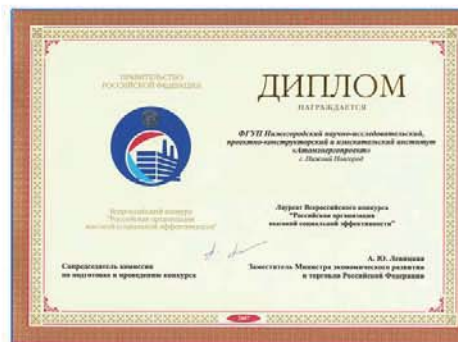 ПРАВИТЕЛЬСТВО
РОССИЙСКОЙ ФЕДЕРАЦИИ
Всероссийский конкурс
"Российская организация
высокой социальной эффективности"
Сопредседатель комиссии
по подготовке и проведению конкурса
ДИПЛОМ
НАГРАЖДАЕТСЯ
ФГУП Нижегородский научно-исследовательский,
проектно-конструкторский и изыскательский институт
«Атомэнергопроект»
г. Нижний Новгород
Лауреат Всероссийского конкурса
"Российская организация
высокой социальной эффективности"
А. Ю. Левицкая
Заместитель Министра экономического развития
и торговли Российской Федерации
2007